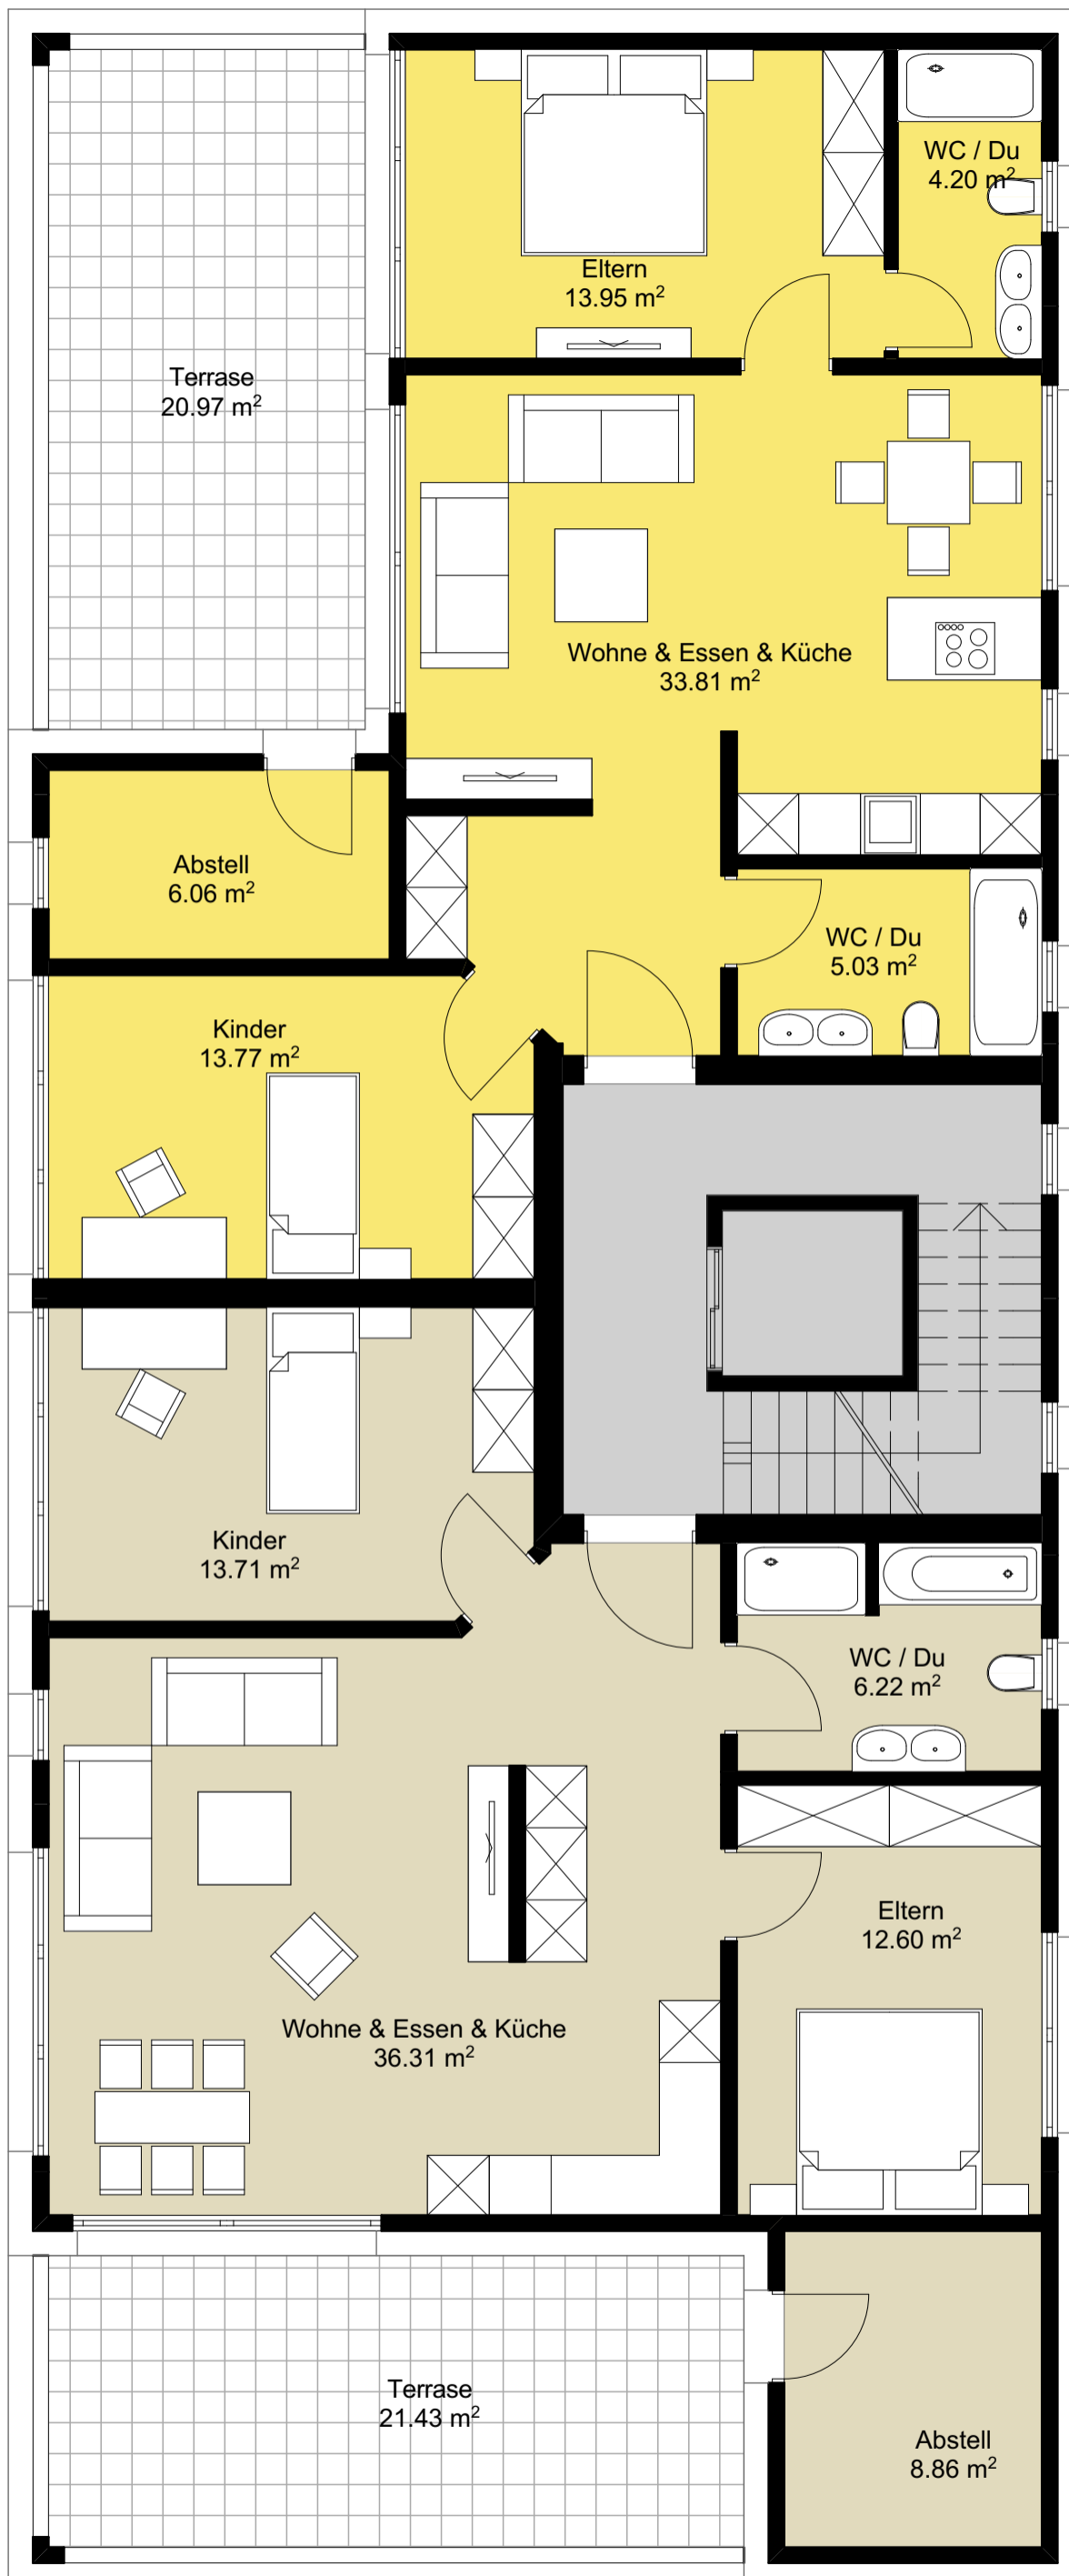 WC / Du
4.20 m²
Eltern
13.95 m²
Terrase
20.97 m²
Wohne & Essen & Küche
33.81 m²
Abstell
6.06 m²
WC / Du
5.03 m²
Kinder
13.77 m²
Kinder
13.71 m²
WC / Du
6.22 m²
Eltern
12.60 m²
Wohne & Essen & Küche
36.31 m²
Terrase
21.43 m²
Abstell
8.86 m²